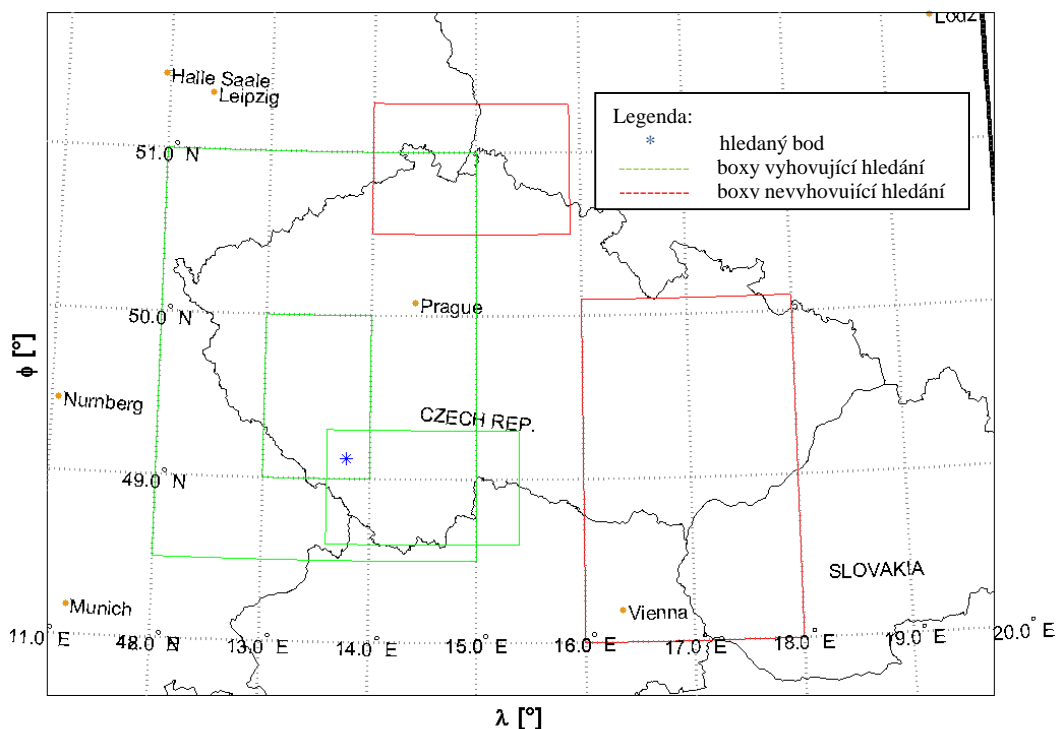 Lodz
Halle Saale
Leipzig
Legenda:
* hledaný bod
boxy vyhovující hledání
boxy nevyhovující hledání
51.0° N
50.0° N
Prague
Nurnberg
CZECH REP.
49.0° N
SLOVAKIA
Munich
Vienna
11.0° E
13.0° E
14.0° E
15.0° E
16.0° E
17.0° E
18.0° E
19.0° E
20.0° E
ϕ [°]
λ [°]